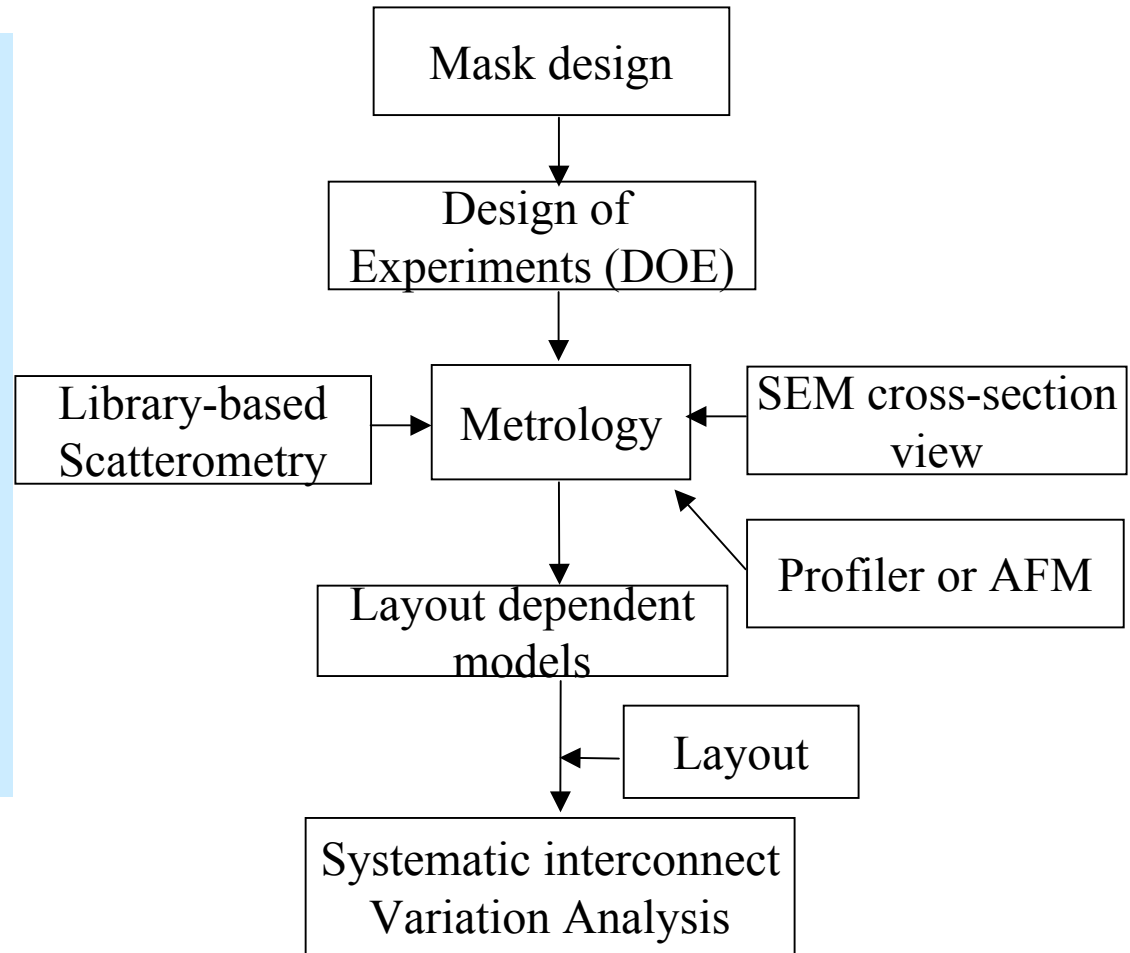 Mask design
Design of
Experiments (DOE)
Library-based
Scatterometry
Metrology
SEM cross-section
view
Profiler or AFM
Layout dependent
models
Layout
Systematic interconnect
Variation Analysis